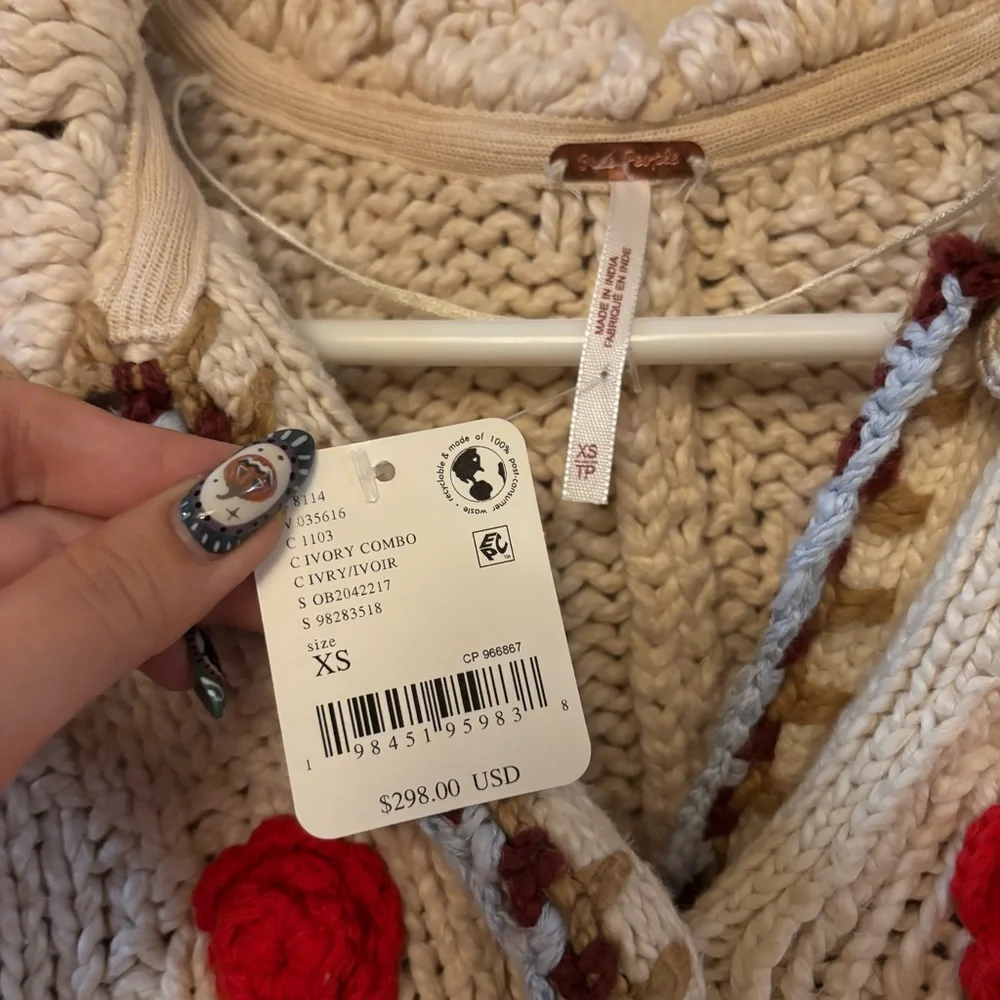 Free People
MADE IN INDIA
FABRIQUÉ EN INDE
XS
TP
recyclable & made of 100% post-consumer waste
8114
V 035616
C 1103
C IVORY COMBO
C IVRY/IVOIR
S OB2042217
S 98283518
EPC™
size
XS
CP 966867
1 98451 95983 8
$298.00 USD